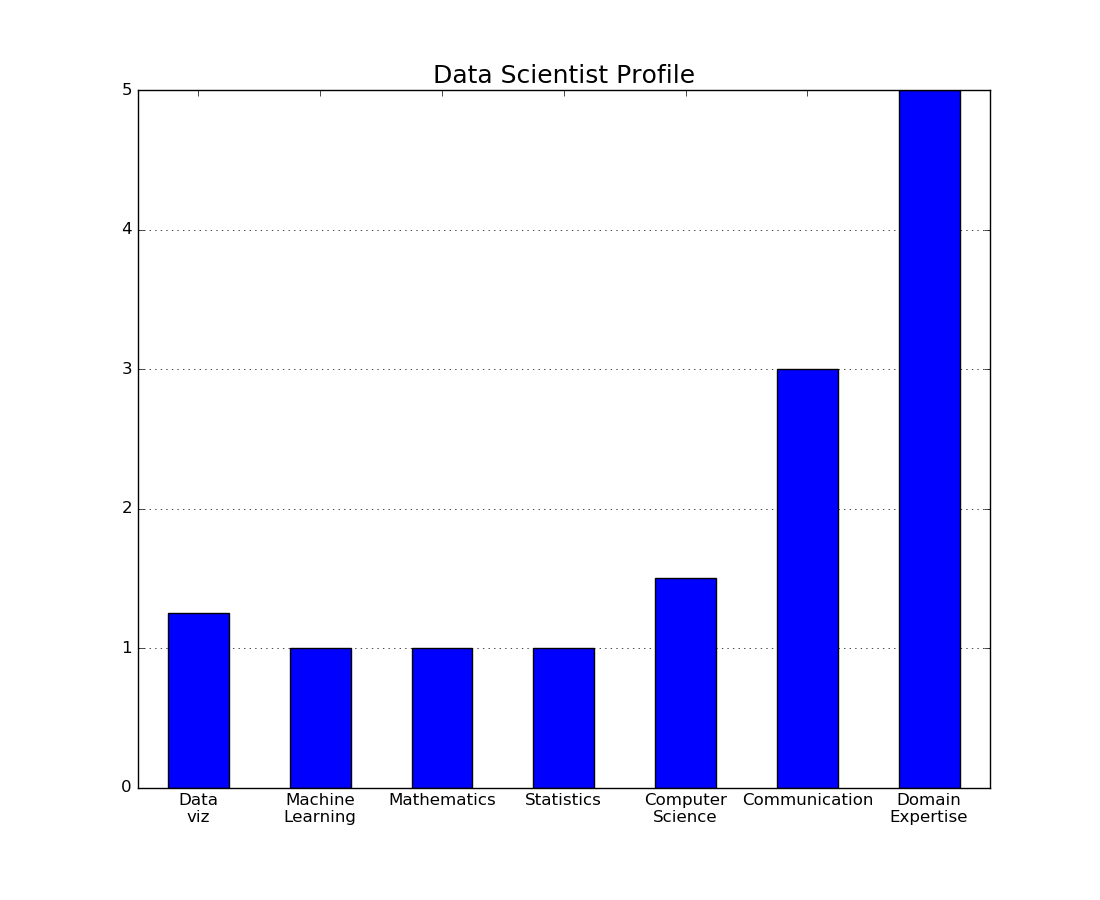 Data Scientist Profile
5
4
3
2
1
0
Data
viz
Machine
Learning
Mathematics
Statistics
Computer
Science
Communication
Domain
Expertise